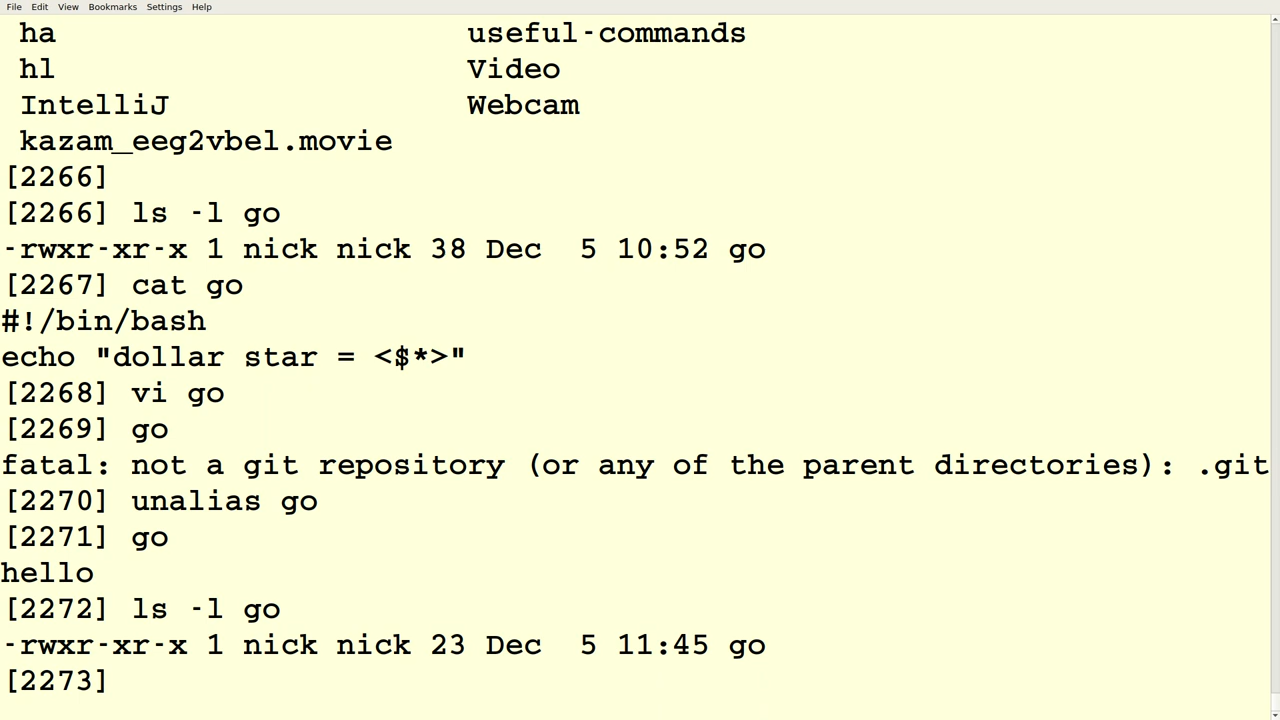 File Edit View Bookmarks Settings Help
ha useful-commands
hl Video
IntelliJ Webcam
kazam_eeg2vbel.movie
[2266]
[2266] ls -l go
-rwxr-xr-x 1 nick nick 38 Dec  5 10:52 go
[2267] cat go
#!/bin/bash
echo "dollar star = <$*>"
[2268] vi go
[2269] go
fatal: not a git repository (or any of the parent directories): .git
[2270] unalias go
[2271] go
hello
[2272] ls -l go
-rwxr-xr-x 1 nick nick 23 Dec  5 11:45 go
[2273]